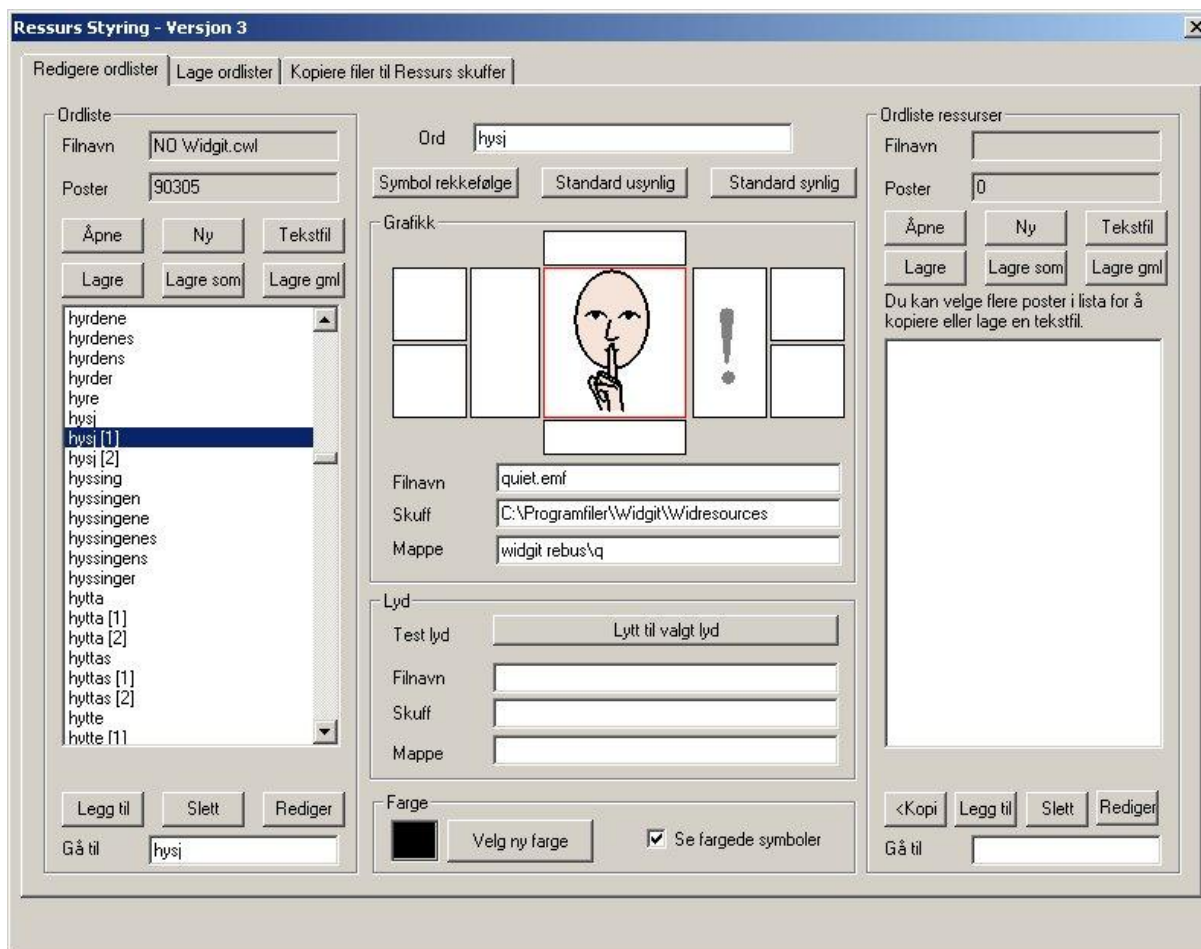 Ressurs Styring - Versjon 3
Redigere ordlister
Lage ordlister
Kopiere filer til Ressurs skuffer
Ordliste
Filnavn
NO Widgit.cwl
Poster
90305
Åpne
Ny
Tekstfil
Lagre
Lagre som
Lagre gml
hyrdene
hyrdenes
hyrdens
hyrder
hyre
hysj
hysj [1]
hysj [2]
hyssing
hyssingen
hyssingene
hyssingenes
hyssingens
hyssinger
hytta
hytta [1]
hytta [2]
hyttas
hyttas [1]
hyttas [2]
hytte
hytte [1]
Legg til
Slett
Rediger
Gå til
hysj
Ord
hysj
Symbol rekkefølge
Standard usynlig
Standard synlig
Grafikk
!
Filnavn
quiet.emf
Skuff
C:\Programfiler\Widgit\Widresources
Mappe
widgit rebus\q
Lyd
Test lyd
Lytt til valgt lyd
Filnavn
Skuff
Mappe
Farge
Velg ny farge
Se fargede symboler
Ordliste ressurser
Filnavn
Poster
0
Åpne
Ny
Tekstfil
Lagre
Lagre som
Lagre gml
Du kan velge flere poster i lista for å
kopiere eller lage en tekstfil.
<Kopi
Legg til
Slett
Rediger
Gå til